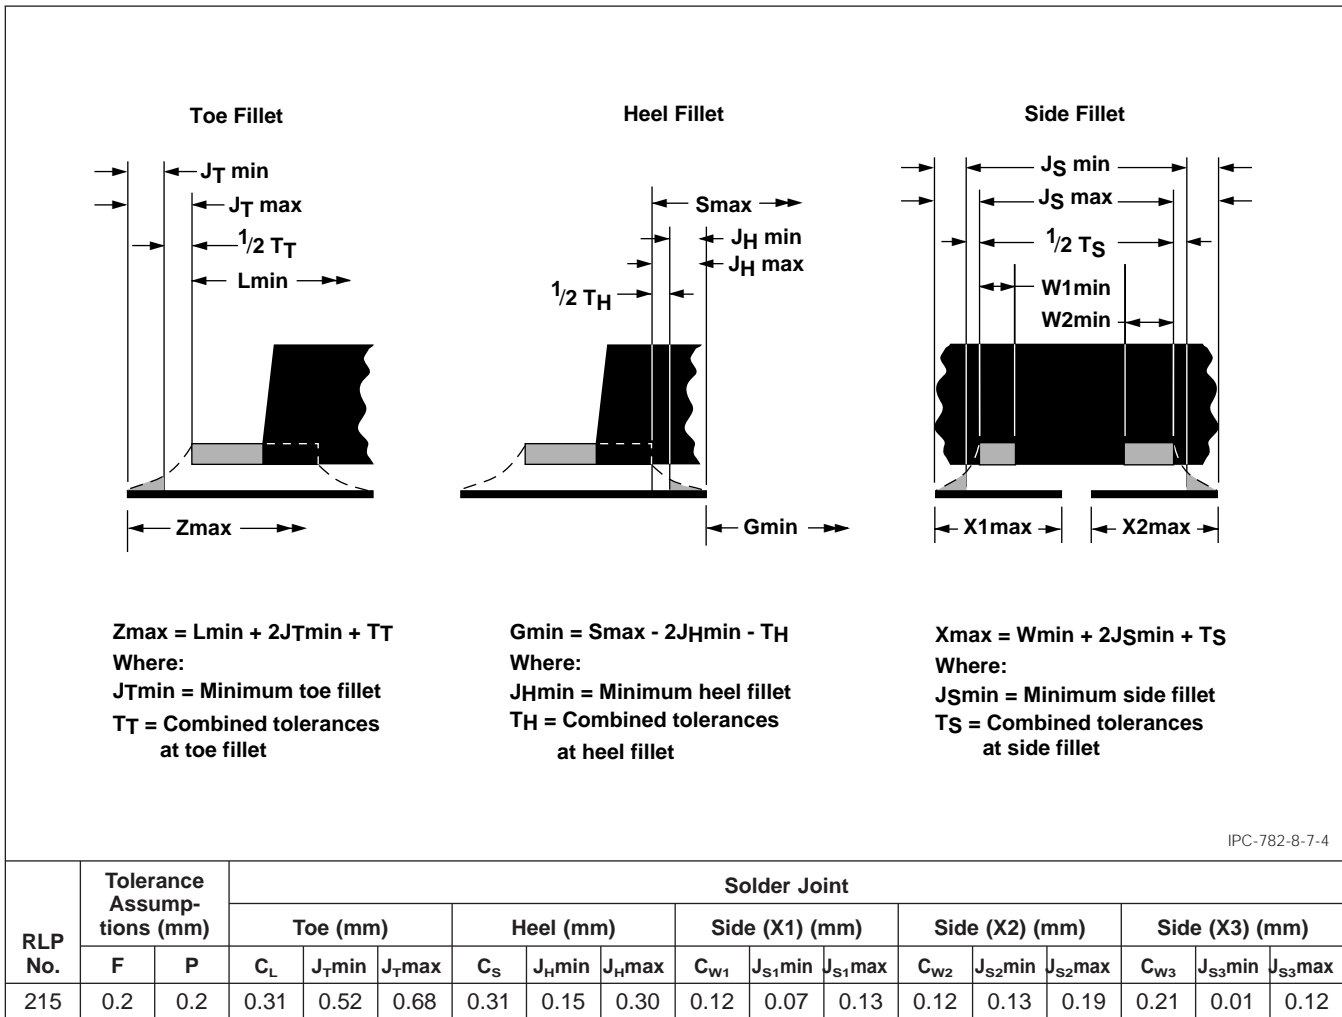 Toe Fillet
Heel Fillet
Side Fillet
JT min
JT max
1/2 TT
Lmin
Zmax
Smax
JH min
JH max
1/2 TH
Gmin
JS min
JS max
1/2 TS
W1min
W2min
X1max
X2max
Zmax = Lmin + 2JTmin + TT
Where:
JTmin = Minimum toe fillet
TT = Combined tolerances
at toe fillet
Gmin = Smax - 2JHmin - TH
Where:
JHmin = Minimum heel fillet
TH = Combined tolerances
at heel fillet
Xmax = Wmin + 2JSmin + TS
Where:
JSmin = Minimum side fillet
TS = Combined tolerances
at side fillet
IPC-782-8-7-4
RLP
No.
Tolerance
Assump-
tions (mm)
Solder Joint
Toe (mm) Heel (mm) Side (X1) (mm) Side (X2) (mm) Side (X3) (mm)
F P CL JTmin JTmax CS JHmin JHmax CW1 JS1min JS1max CW2 JS2min JS2max CW3 JS3min JS3max
215 0.2 0.2 0.31 0.52 0.68 0.31 0.15 0.30 0.12 0.07 0.13 0.12 0.13 0.19 0.21 0.01 0.12